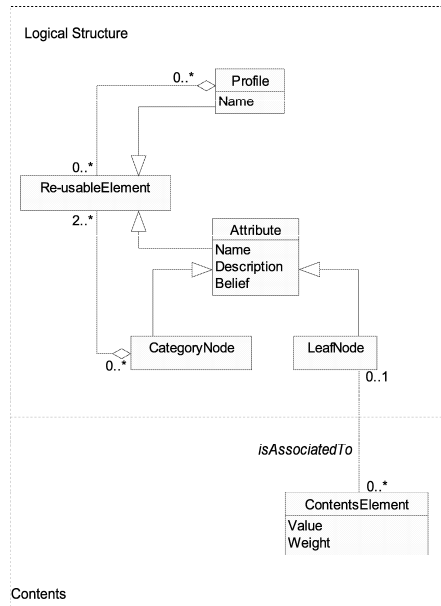 Logical Structure
0..*
Profile
Name
0..*
Re-usableElement
2..*
Attribute
Name
Description
Belief
CategoryNode
0..*
LeafNode
0..1
isAssociatedTo
0..*
ContentsElement
Value
Weight
Contents